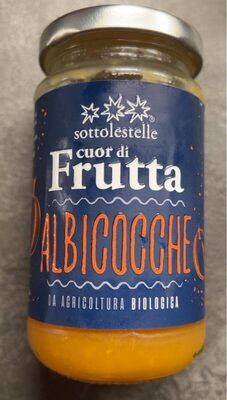 sottolestelle
cuor di
Frutta
ALBICOCCHE
DA AGRICOLTURA BIOLOGICA